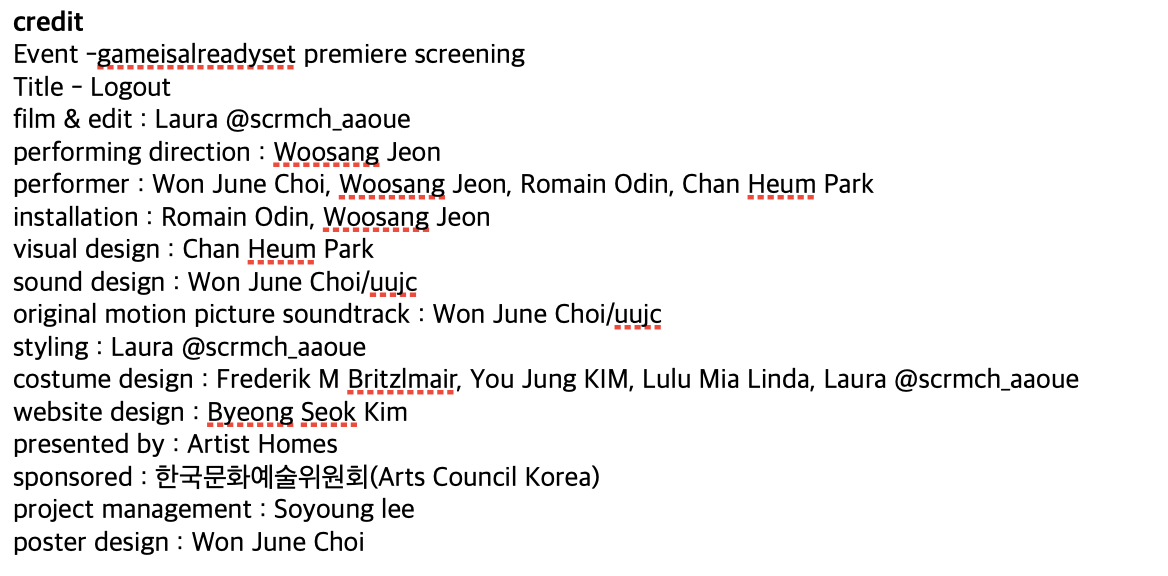 credit
Event -gameisalreadyset premiere screening
Title - Logout
film & edit : Laura @scrmch_aaoue
performing direction : Woosang Jeon
performer : Won June Choi, Woosang Jeon, Romain Odin, Chan Heum Park
installation : Romain Odin, Woosang Jeon
visual design : Chan Heum Park
sound design : Won June Choi/uujc
original motion picture soundtrack : Won June Choi/uujc
styling : Laura @scrmch_aaoue
costume design : Frederik M Britzlmair, You Jung KIM, Lulu Mia Linda, Laura @scrmch_aaoue
website design : Byeong Seok Kim
presented by : Artist Homes
sponsored : 한국문화예술위원회(Arts Council Korea)
project management : Soyoung lee
poster design : Won June Choi